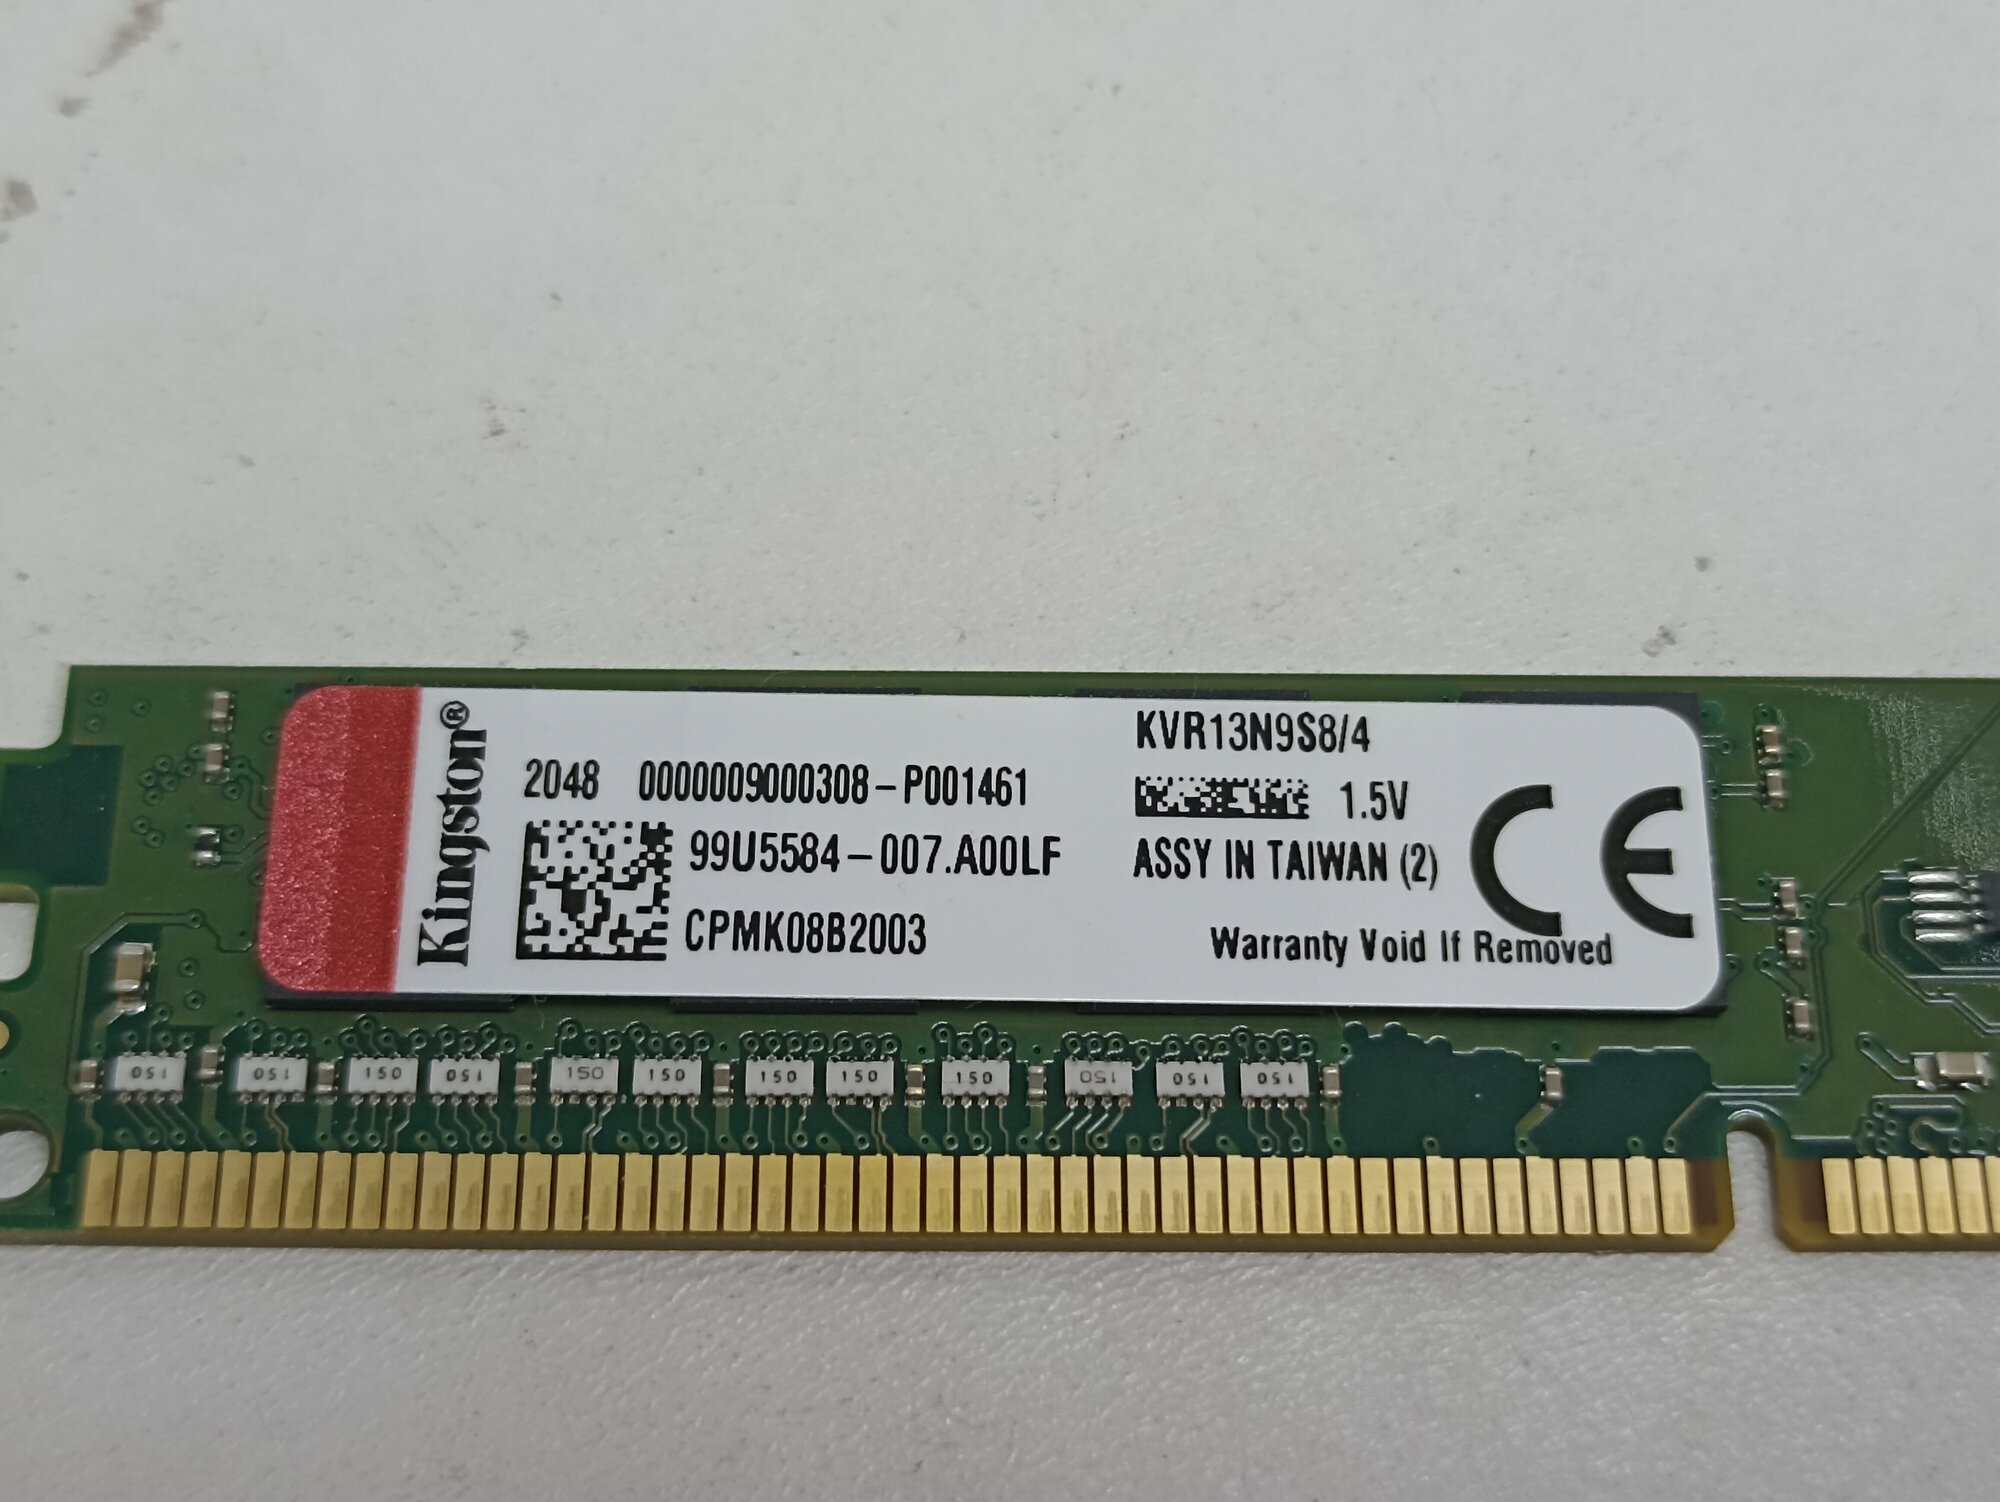 Kingston®
2048 0000009000308-P001461
99U5584-007.A00LF
CPMK08B2003
KVR13N9S8/4
1.5V
ASSY IN TAIWAN (2)
CE
Warranty Void If Removed
150 150 150 150 150 150 150 150 150 150 150 150